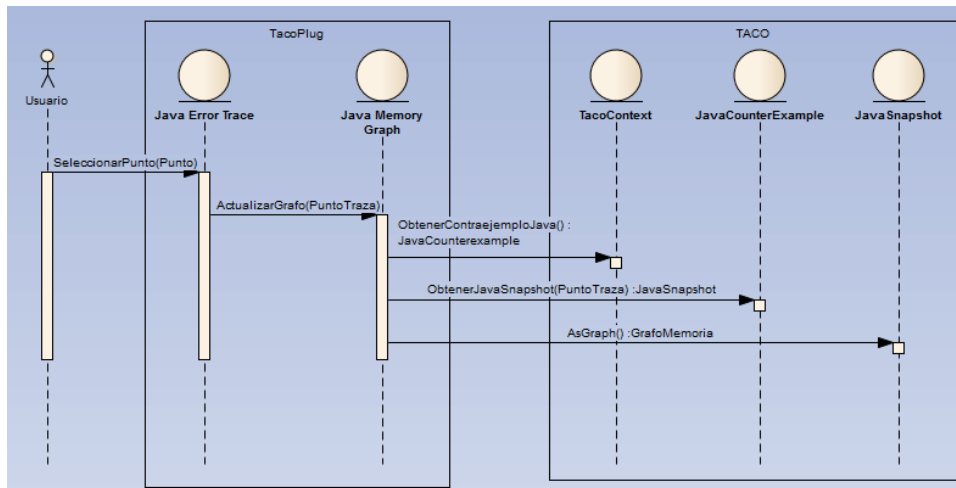 TacoPlug
TACO
Usuario
Java Error Trace
Java Memory
Graph
TacoContext
JavaCounterExample
JavaSnapshot
SeleccionarPunto(Punto)
ActualizarGrafo(PuntoTraza)
ObtenerContraejemploJava() :
JavaCounterexample
ObtenerJavaSnapshot(PuntoTraza) :JavaSnapshot
AsGraph() :GrafoMemoria